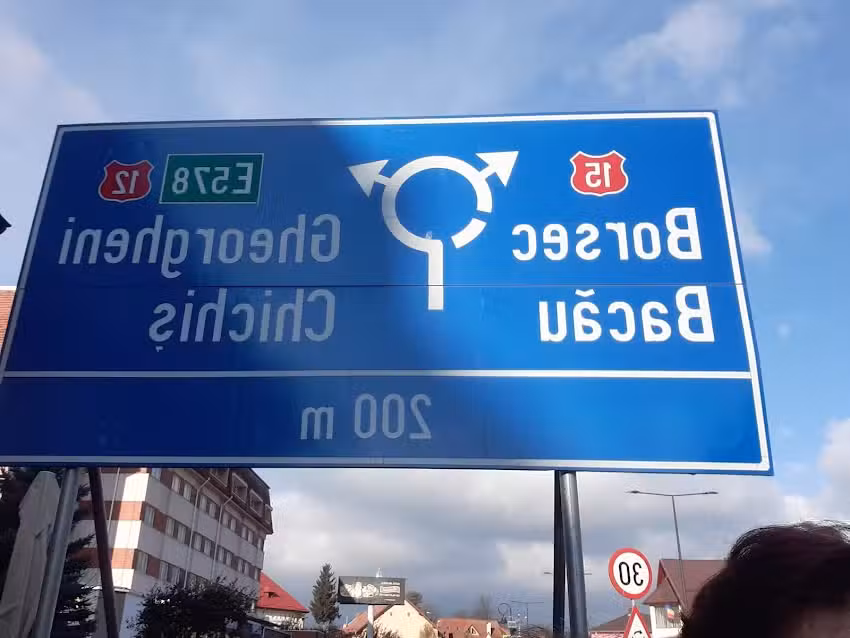 15
Borsec
Bacău
12 E578
Gheorgheni
Chichiș
200 m
30